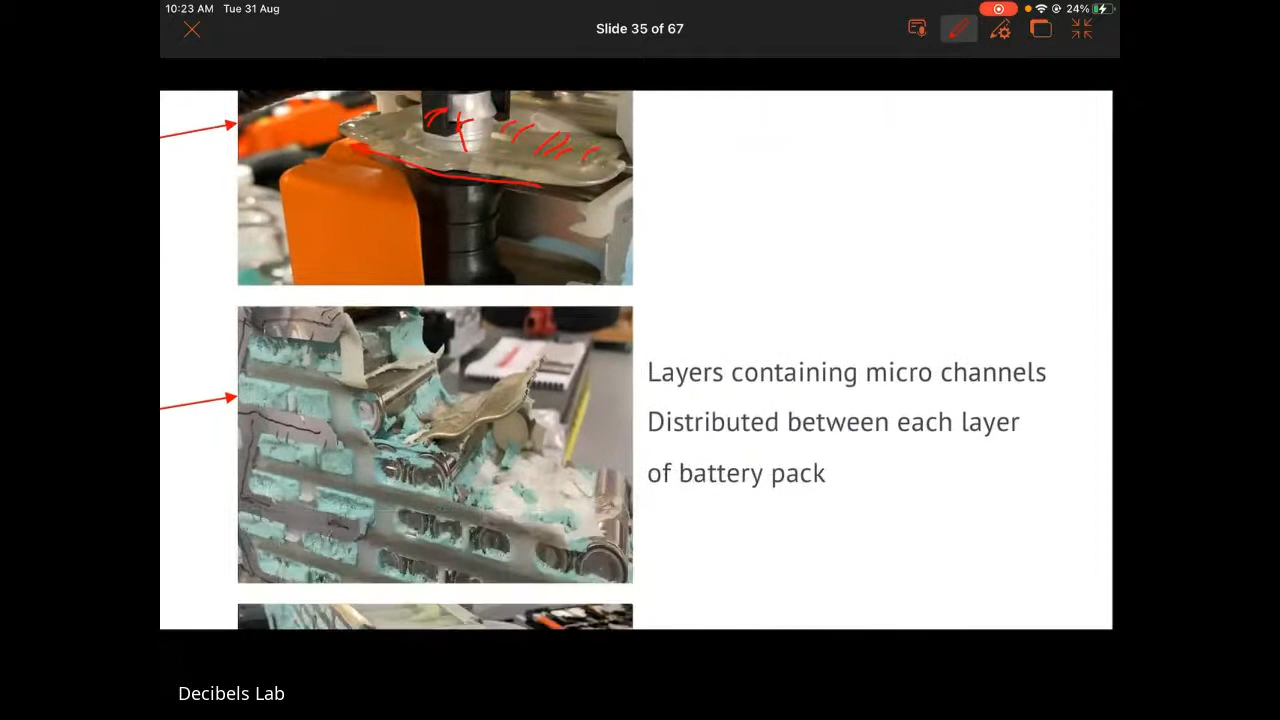 10:23 AM Tue 31 Aug
24%
Slide 35 of 67
Layers containing micro channels
Distributed between each layer
of battery pack
Decibels Lab